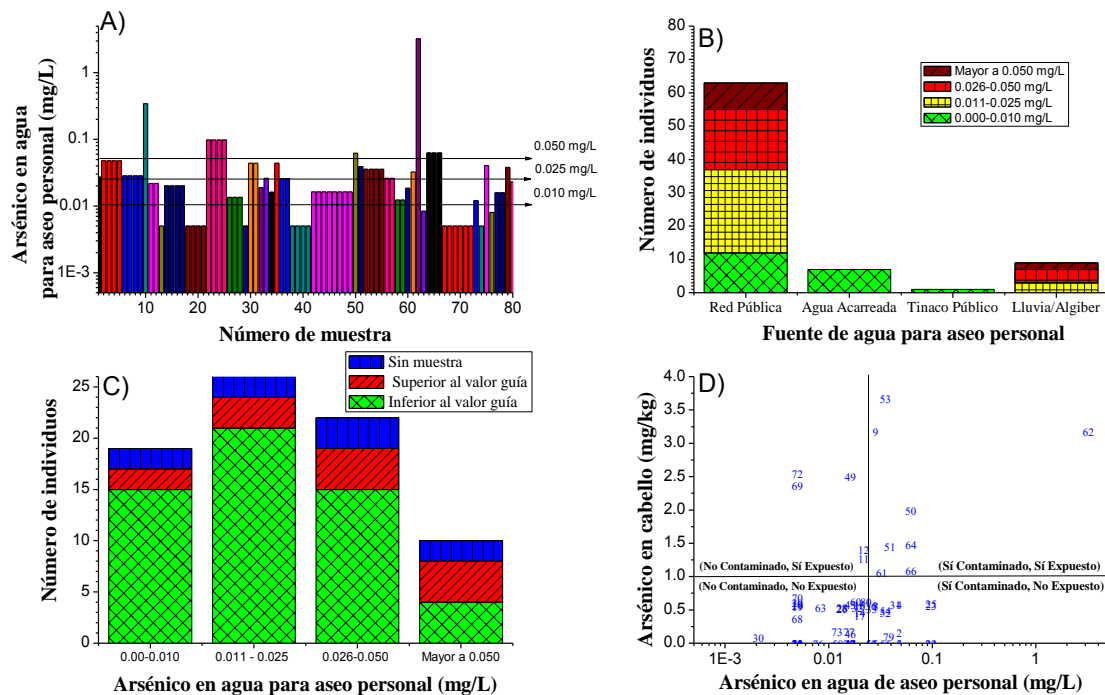 A)
Arsénico en agua
para aseo personal (mg/L)
1
0.1
0.01
1E-3
0.050 mg/L
0.025 mg/L
0.010 mg/L
10 20 30 40 50 60 70 80
Número de muestra
B)
Número de individuos
80
70
60
50
40
30
20
10
0
Mayor a 0.050 mg/L
0.026-0.050 mg/L
0.011-0.025 mg/L
0.000-0.010 mg/L
Red Pública Agua Acarreada Tinaco Público Lluvia/Algiber
Fuente de agua para aseo personal
C)
Número de individuos
25
20
15
10
5
0
Sin muestra
Superior al valor guía
Inferior al valor guía
0.00-0.010 0.011 - 0.025 0.026-0.050 Mayor a 0.050
Arsénico en agua para aseo personal (mg/L)
D)
Arsénico en cabello (mg/kg)
4.0
3.5
3.0
2.5
2.0
1.5
1.0
0.5
0.0
53
9
62
72
69
49
50
12
11
51
64
61
66
(No Contaminado, Sí Expuesto)
(Sí Contaminado, Sí Expuesto)
(No Contaminado, No Expuesto)
(Sí Contaminado, No Expuesto)
70
63
68
30
79
2
1E-3 0.01 0.1 1
Arsénico en agua de aseo personal (mg/L)